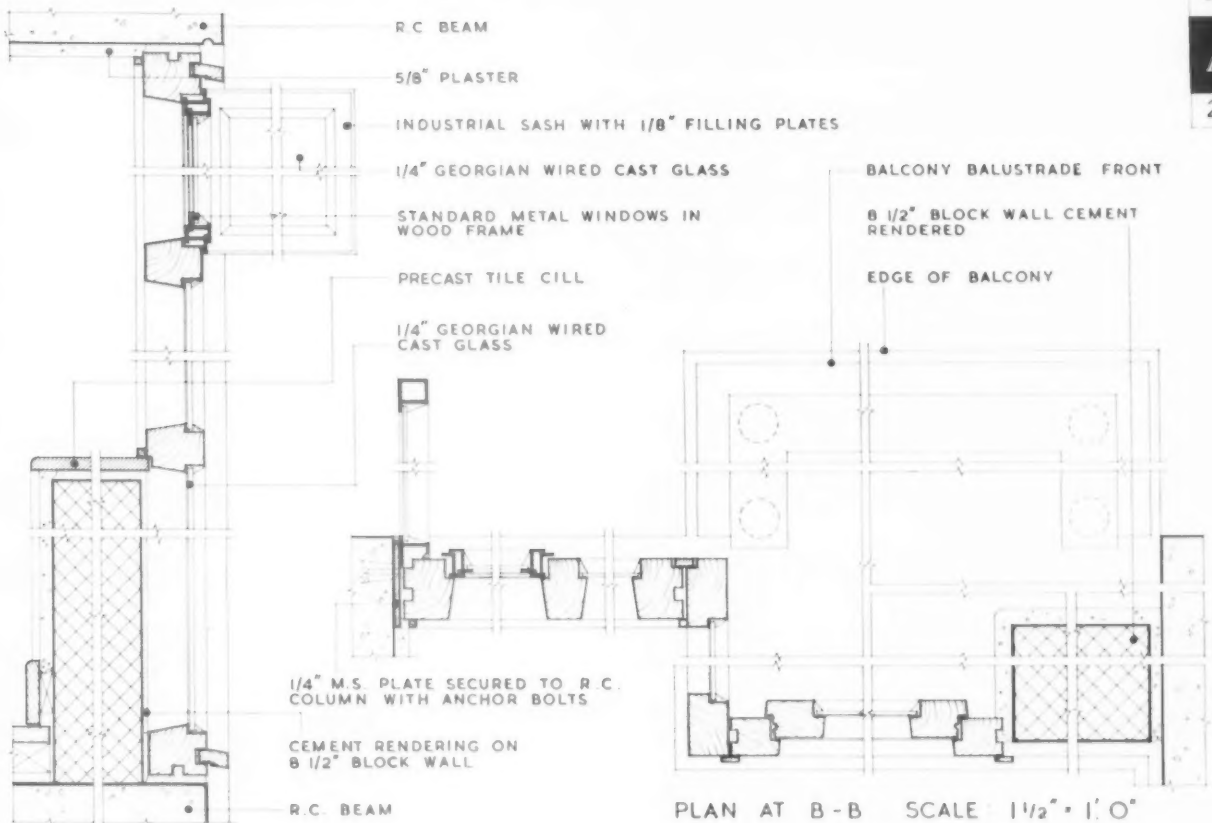 R.C BEAM
5/8" PLASTER
INDUSTRIAL SASH WITH 1/8" FILLING PLATES
1/4" GEORGIAN WIRED CAST GLASS
STANDARD METAL WINDOWS IN
WOOD FRAME
PRECAST TILE CILL
1/4" GEORGIAN WIRED
CAST GLASS
BALCONY BALUSTRADE FRONT
8 1/2" BLOCK WALL CEMENT
RENDERED
EDGE OF BALCONY
1/4" M.S. PLATE SECURED TO R.C.
COLUMN WITH ANCHOR BOLTS
CEMENT RENDERING ON
8 1/2" BLOCK WALL
R.C. BEAM
PLAN AT B-B SCALE 1 1/2" = 1'.0"